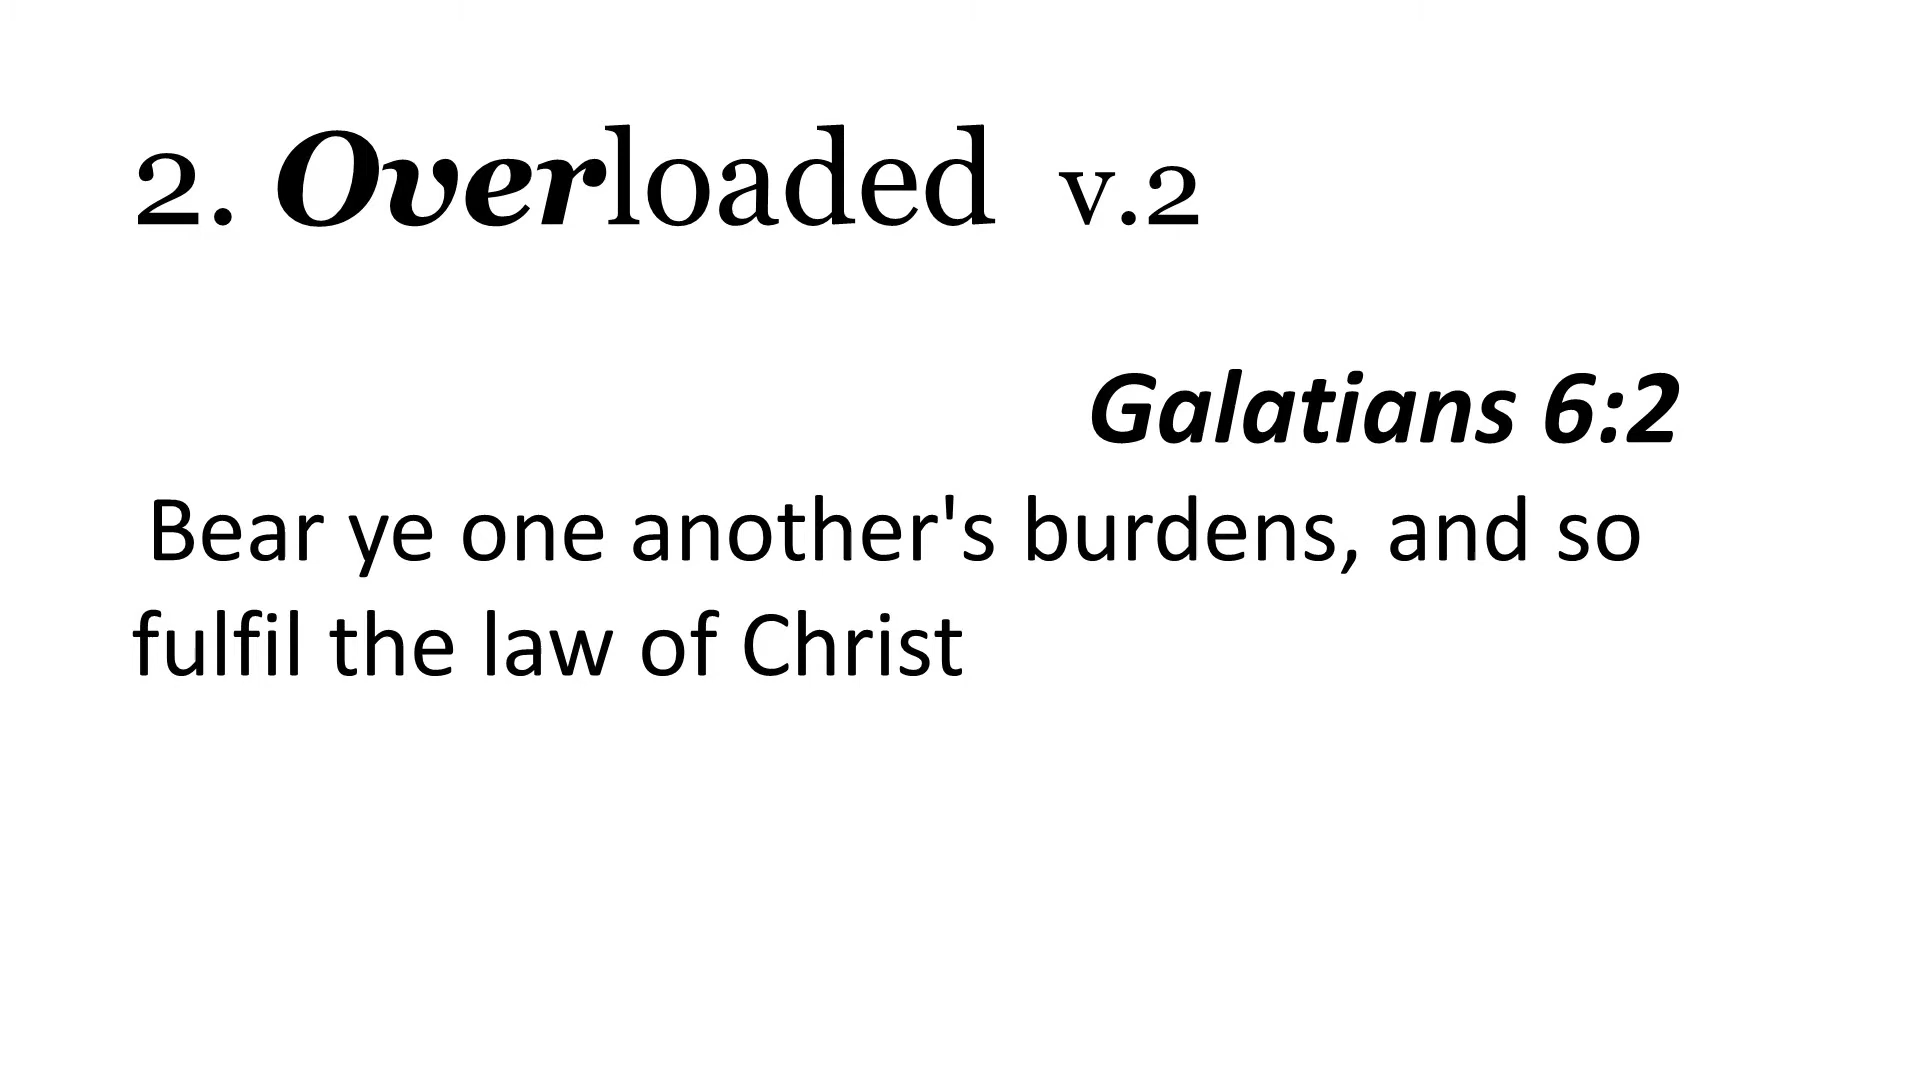 2. Overloaded v.2
Galatians 6:2
Bear ye one another's burdens, and so
fulfil the law of Christ